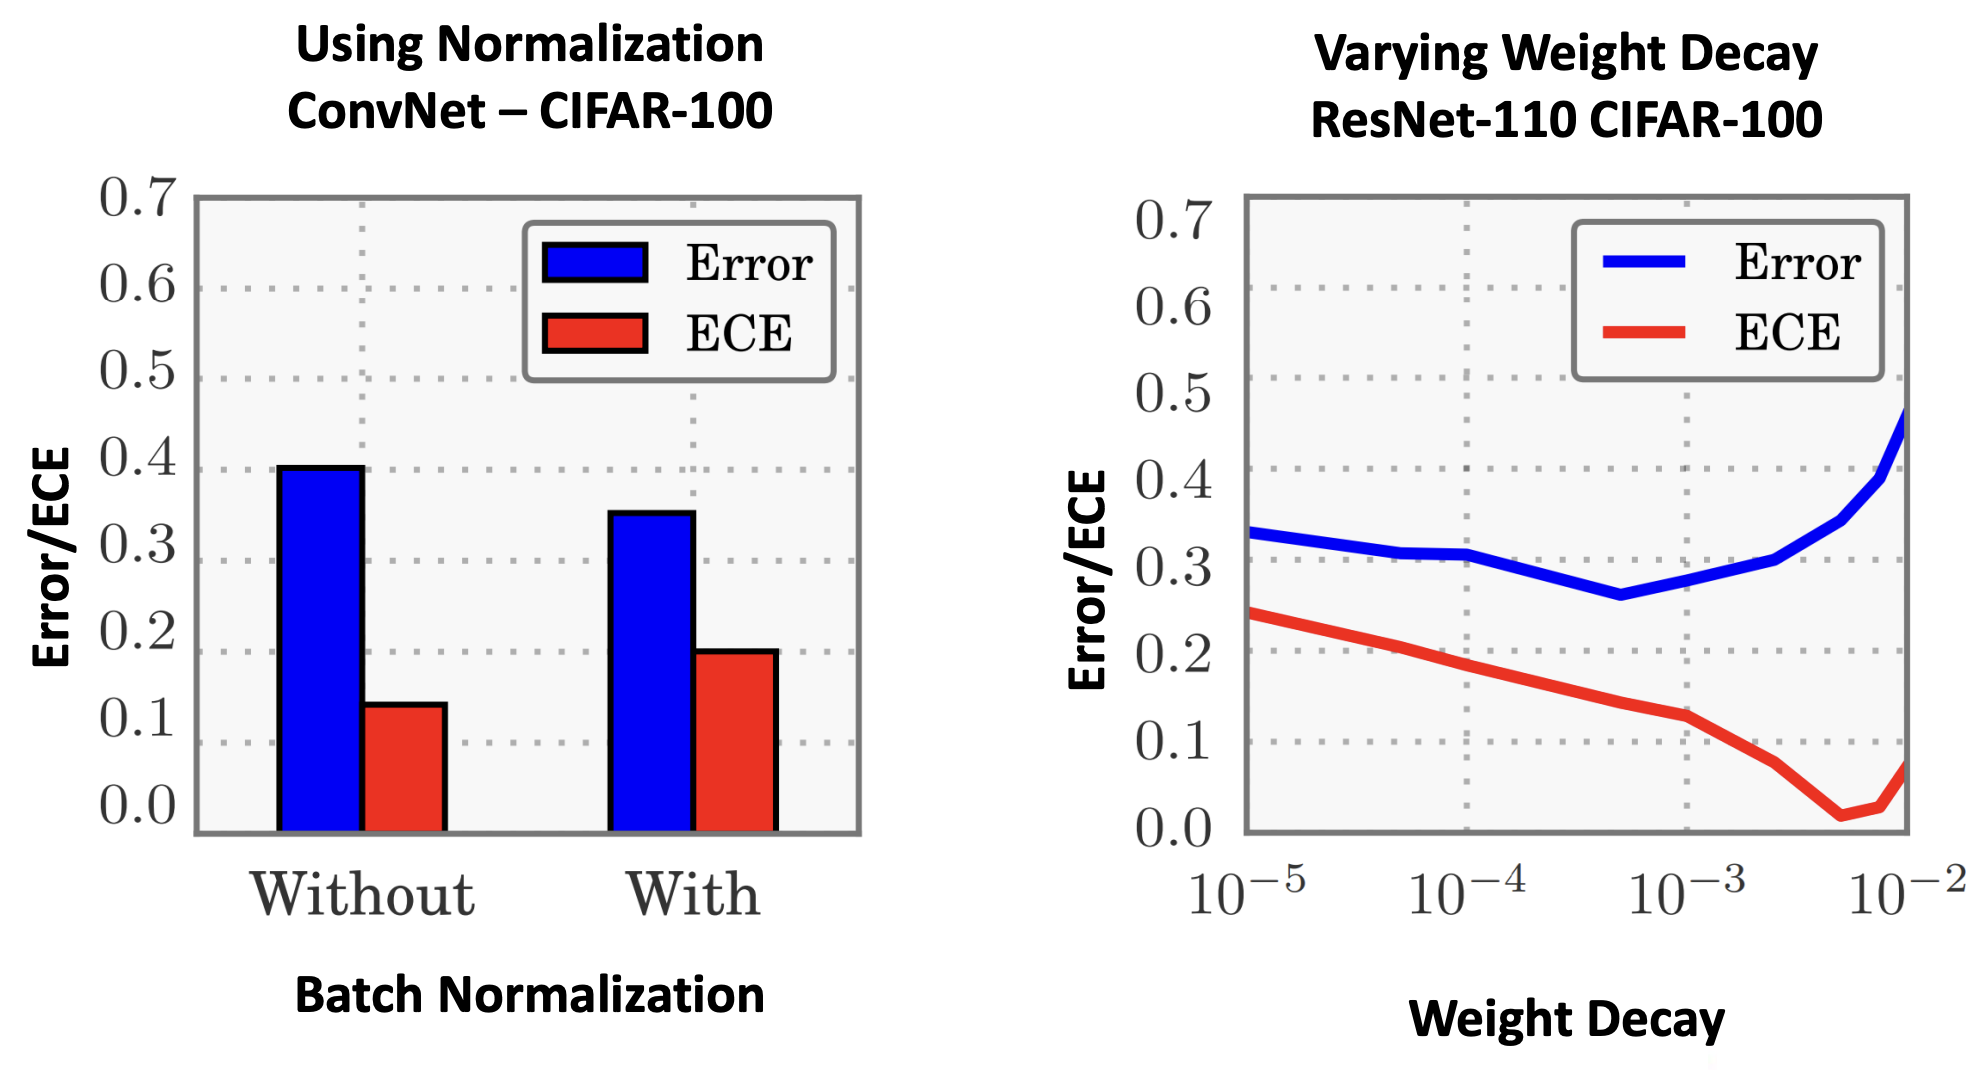 Using Normalization
ConvNet – CIFAR-100
0.7
0.6
0.5
0.4
0.3
0.2
0.1
0.0
Error/ECE
Error
ECE
Without
With
Batch Normalization
Varying Weight Decay
ResNet-110 CIFAR-100
0.7
0.6
0.5
0.4
0.3
0.2
0.1
0.0
Error/ECE
Error
ECE
10⁻⁵
10⁻⁴
10⁻³
10⁻²
Weight Decay